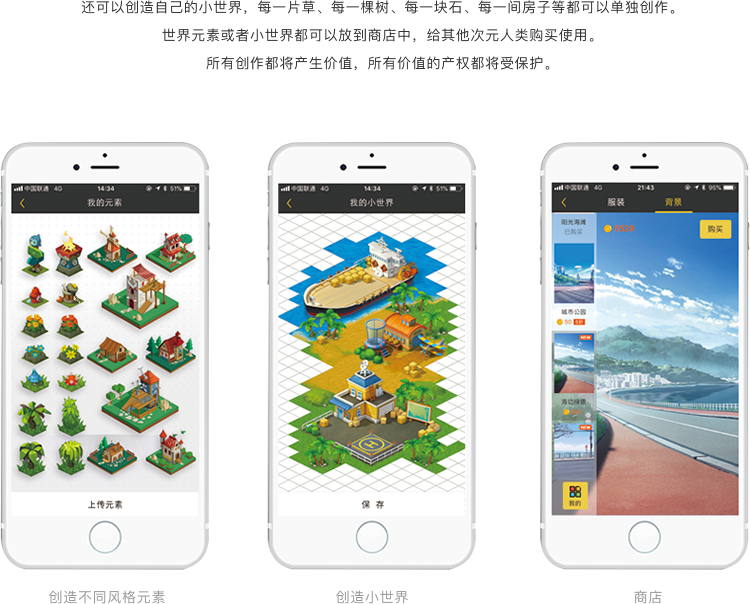 还可以创造自己的小世界，每一片草、每一棵树、每一块石、每一间房子等都可以单独创作。
世界元素或者小世界都可以放到商店中，给其他次元人类购买使用。
所有创作都将产生价值，所有价值的产权都将受保护。
中国联通 4G 14:34 51%
我的元素
上传元素
中国联通 4G 14:34 51%
我的小世界
保 存
中国联通 4G 21:43 95%
服装 背景
阳光海滩
已购买
购买
城市公园
50
NEW
海边绿堡
NEW
我的
创造不同风格元素
创造小世界
商店